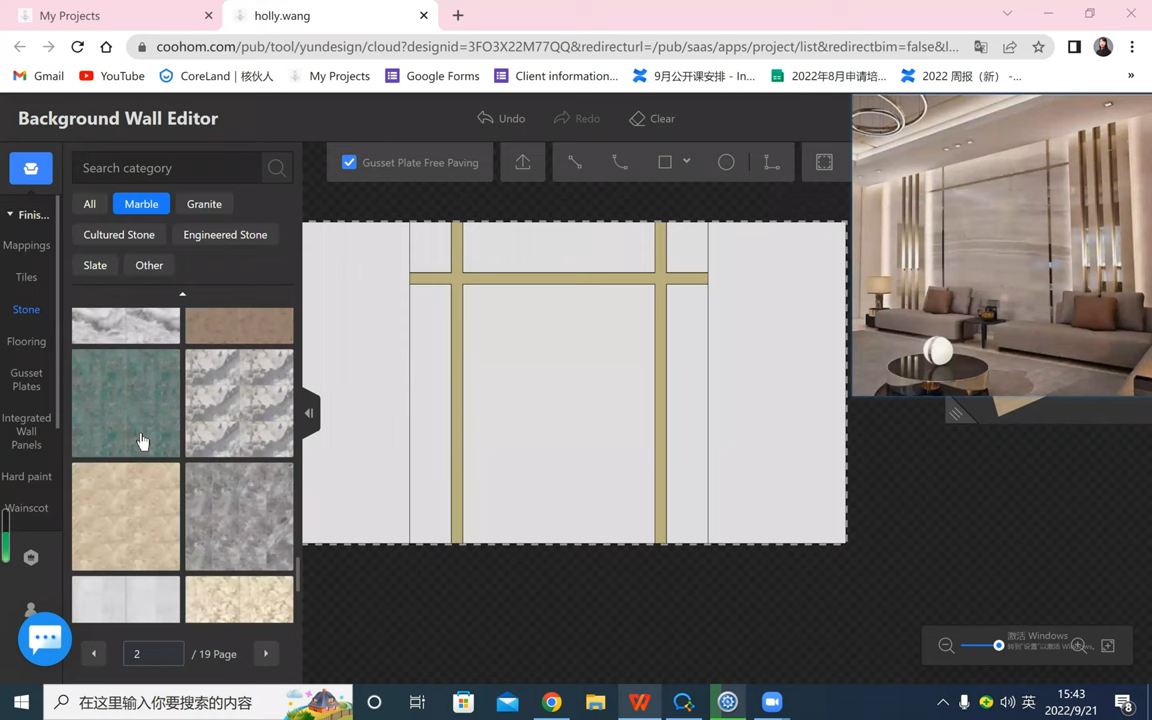 My Projects
holly.wang
coohom.com/pub/tool/yundesign/cloud?designid=3FO3X22M77QQ&redirecturl=/pub/saas/apps/project/list&redirectbim=false&l...
Gmail
YouTube
CoreLand | 核伙人
My Projects
Google Forms
Client information...
9月公开课安排 - In...
2022年8月申请培...
2022 周报（新） -...
»
Background Wall Editor
Undo
Redo
Clear
Search category
Gusset Plate Free Paving
All
Marble
Granite
Finis...
Cultured Stone
Engineered Stone
Mappings
Slate
Other
Tiles
Stone
Flooring
Gusset
Plates
Integrated
Wall
Panels
Hard paint
Wainscot
2
/ 19 Page
激活 Windows
在这里输入你要搜索的内容
英
15:43
2022/9/21
8